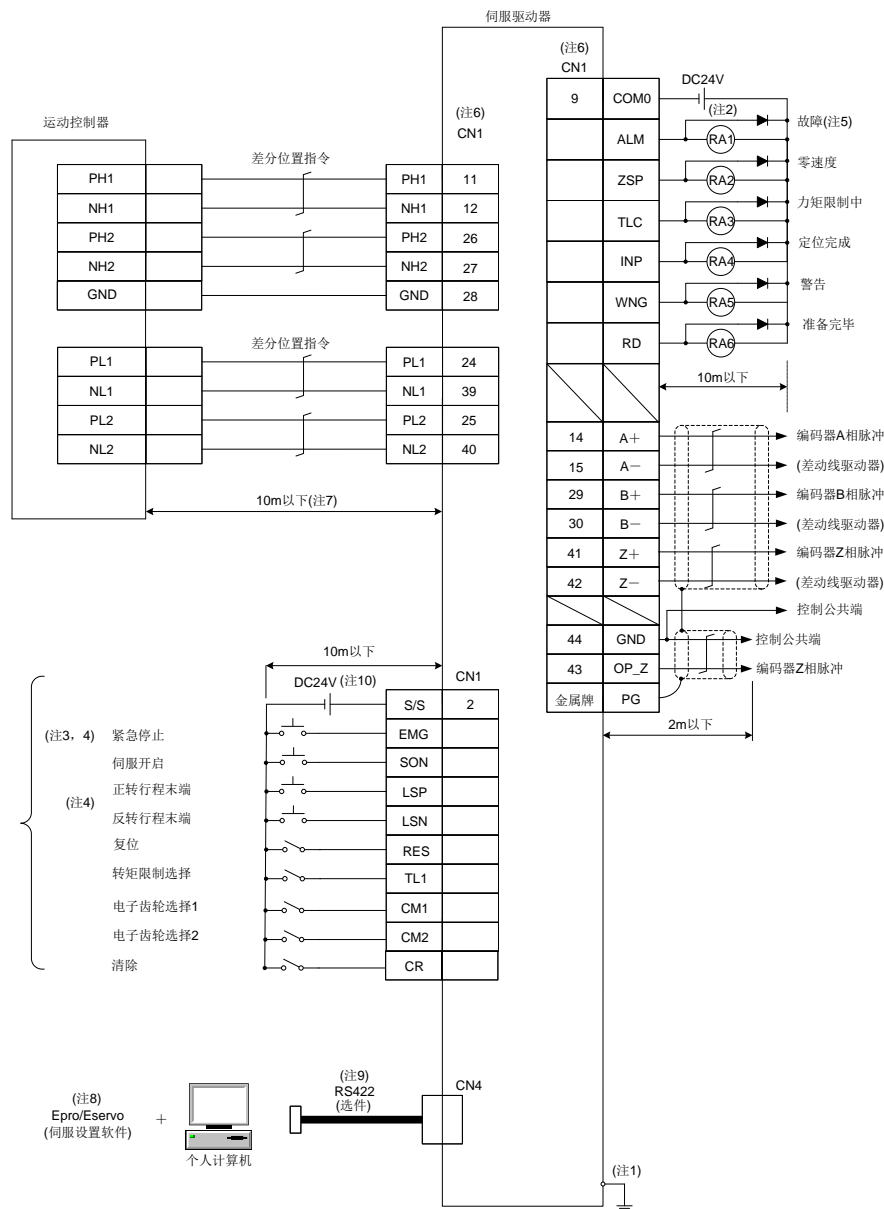 伺服驱动器
运动控制器
(注6)
CN1
差分位置指令
PH1 PH1 11
NH1 NH1 12
PH2 PH2 26
NH2 NH2 27
GND GND 28
差分位置指令
PL1 PL1 24
NL1 NL1 39
PL2 PL2 25
NL2 NL2 40
10m以下(注7)
(注6)
CN1
DC24V
9 COM0
(注2)
ALM RA1 故障(注5)
ZSP RA2 零速度
TLC RA3 力矩限制中
INP RA4 定位完成
WNG RA5 警告
RD RA6 准备完毕
10m以下
14 A+ 编码器A相脉冲
15 A− (差动线驱动器)
29 B+ 编码器B相脉冲
30 B− (差动线驱动器)
41 Z+ 编码器Z相脉冲
42 Z− (差动线驱动器)
控制公共端
44 GND 控制公共端
43 OP_Z 编码器Z相脉冲
金属牌 PG
2m以下
10m以下
DC24V (注10)
CN1
S/S 2
(注3，4) 紧急停止 EMG
伺服开启 SON
(注4)
正转行程末端 LSP
反转行程末端 LSN
复位 RES
转矩限制选择 TL1
电子齿轮选择1 CM1
电子齿轮选择2 CM2
清除 CR
(注8)
Epro/Eservo
(伺服设置软件)
+
个人计算机
(注9)
RS422
(选件)
CN4
(注1)